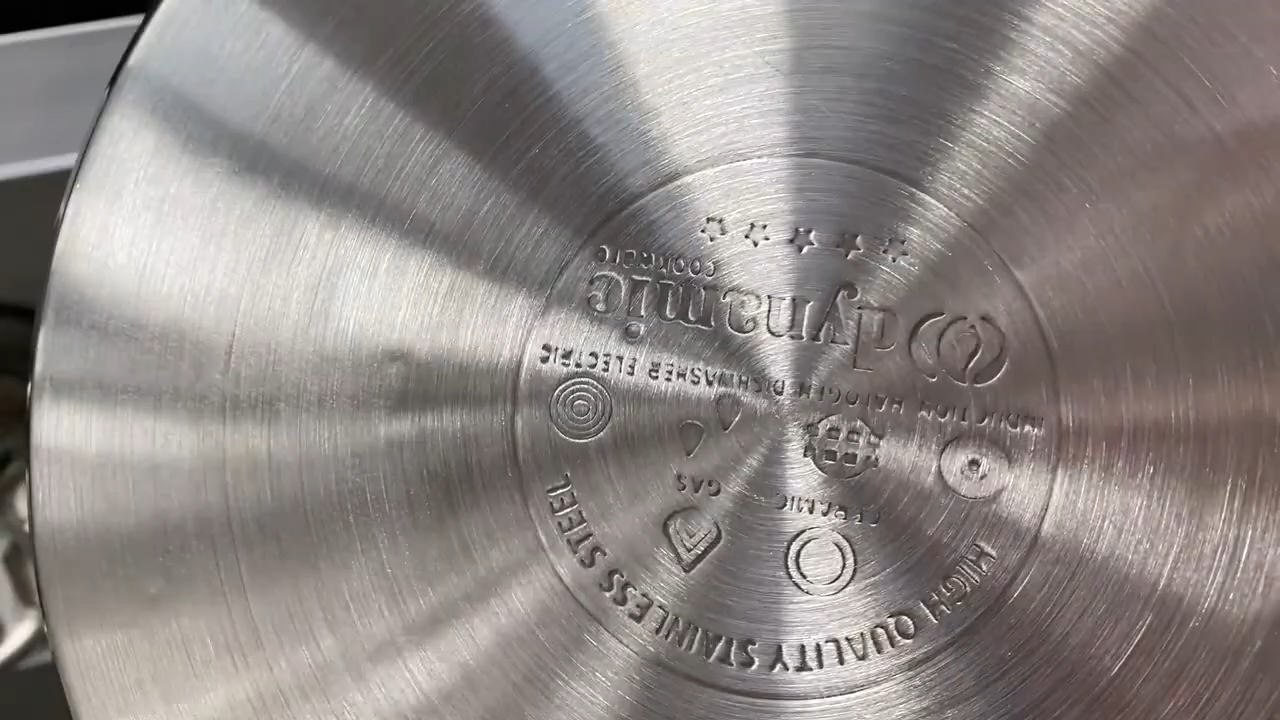 HIGH QUALITY STAINLESS STEEL
CERAMIC
GAS
INDUCTION HALOGEN DISHWASHER ELECTRIC
dynamic
COOKWARE